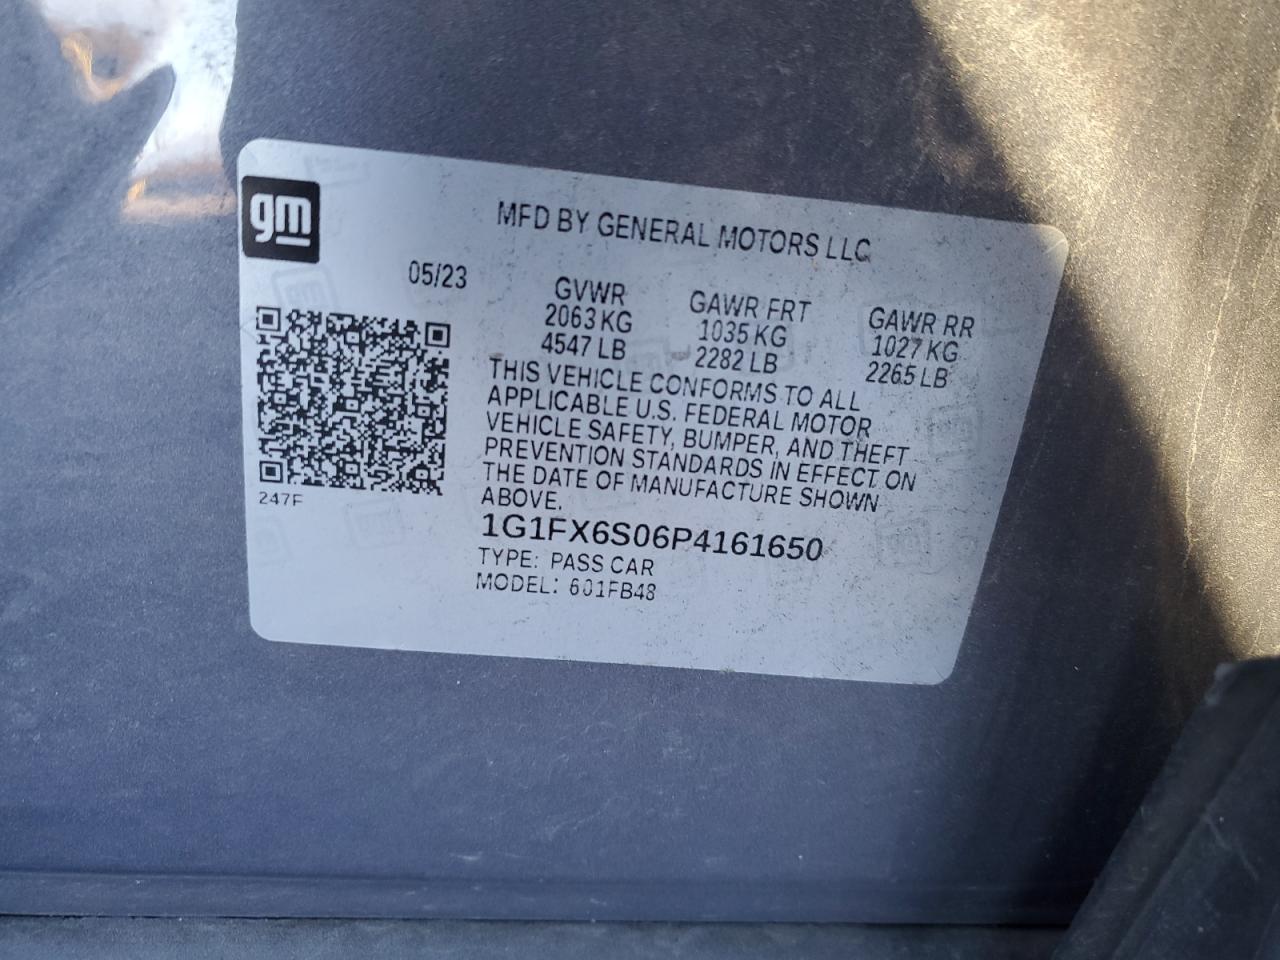 gm
MFD BY GENERAL MOTORS LLC
05/23
GVWR GAWR FRT GAWR RR
2063 KG 1035 KG 1027 KG
4547 LB 2282 LB 2265 LB
THIS VEHICLE CONFORMS TO ALL
APPLICABLE U.S. FEDERAL MOTOR
VEHICLE SAFETY, BUMPER, AND THEFT
PREVENTION STANDARDS IN EFFECT ON
THE DATE OF MANUFACTURE SHOWN
ABOVE.
247F
1G1FX6S06P4161650
TYPE: PASS CAR
MODEL: 601FB48